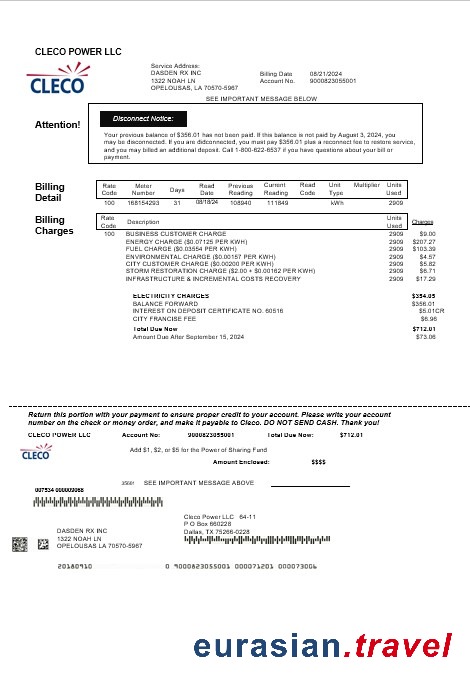 CLECO POWER LLC
CLECO
Service Address:
DASDEN RX INC
1322 NOAH LN
OPELOUSAS, LA 70570-5967
Billing Date 08/21/2024
Account No. 9000823055001
SEE IMPORTANT MESSAGE BELOW
Attention!
Disconnect Notice:
Your previous balance of $356.01 has not been paid. If this balance is not paid by August 3, 2024, you
may be disconnected. If you are didconnected, you must pay $356.01 plus a reconnect fee to restore service,
and you may billed an additional deposit. Call 1-800-622-6537 if you have questions about your bill or
payment.
Billing Detail
Rate Code Meter Number Days Read Date Previous Reading Current Reading Read Code Unit Type Multiplier Units Used
100 168154293 31 08/18/24 108940 111849 kWh 2909
Billing Charges
Rate Code Description Units Used Charges
100 BUSINESS CUSTOMER CHARGE 2909 $9.00
ENERGY CHARGE ($0.07125 PER KWH) 2909 $207.27
FUEL CHARGE ($0.03554 PER KWH) 2909 $103.39
ENVIRONMENTAL CHARGE ($0.00157 PER KWH) 2909 $4.57
CITY CUSTOMER CHARGE ($0.00200 PER KWH) 2909 $5.82
STORM RESTORATION CHARGE ($2.00 + $0.00162 PER KWH) 2909 $6.71
INFRASTRUCTURE & INCREMENTAL COSTS RECOVERY 2909 $17.29
ELECTRICITY CHARGES $354.05
BALANCE FORWARD $356.01
INTEREST ON DEPOSIT CERTIFICATE NO. 60516 $5.01CR
CITY FRANCISE FEE $6.96
Total Due Now $712.01
Amount Due After September 15, 2024 $73.06
Return this portion with your payment to ensure proper credit to your account. Please write your account
number on the check or money order, and make it payable to Cleco. DO NOT SEND CASH. Thank you!
CLECO POWER LLC Account No: 9000823055001 Total Due Now: $712.01
CLECO
Add $1, $2, or $5 for the Power of Sharing Fund
Amount Enclosed: $$$$
SEE IMPORTANT MESSAGE ABOVE
007534 000009088
DASDEN RX INC
1322 NOAH LN
OPELOUSAS LA 70570-5967
Cleco Power LLC 64-11
P O Box 660228
Dallas, TX 75266-0228
20180910 0 9000823055001 000071201 000073006
eurasian.travel